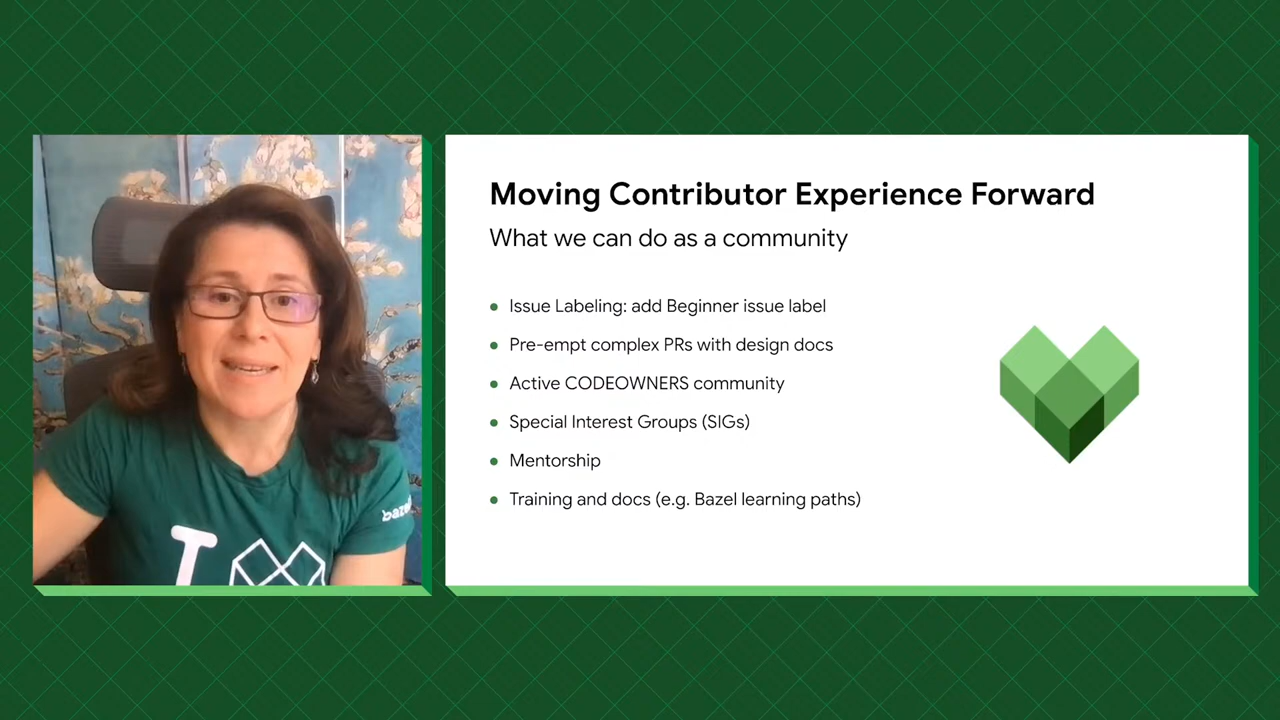 Moving Contributor Experience Forward
What we can do as a community
Issue Labeling: add Beginner issue label
Pre-empt complex PRs with design docs
Active CODEOWNERS community
Special Interest Groups (SIGs)
Mentorship
Training and docs (e.g. Bazel learning paths)
I